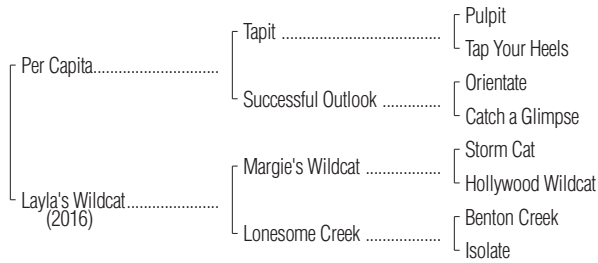 Pulpit
Tapit ........................................
Tap Your Heels
Per Capita.............................
Orientate
Successful Outlook ..............
Catch a Glimpse
Storm Cat
Margie's Wildcat ..................
Hollywood Wildcat
Layla's Wildcat......................
(2016)
Benton Creek
Lonesome Creek ..................
Isolate